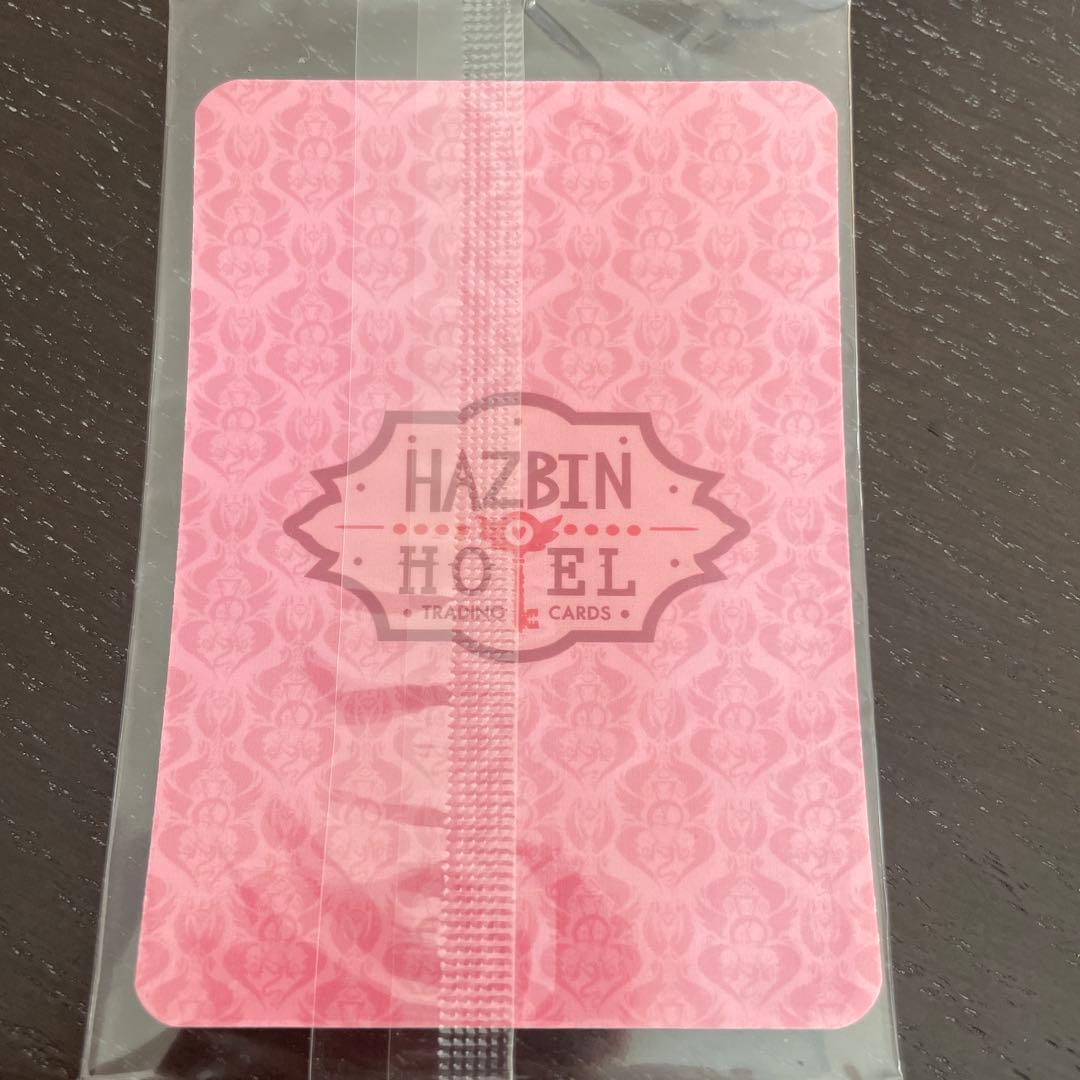 HAZBIN
HOTEL
• TRADING CARDS •